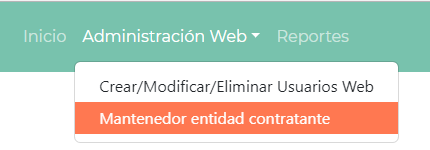 Inicio Administración Web Reportes
Crear/Modificar/Eliminar Usuarios Web
Mantenedor entidad contratante